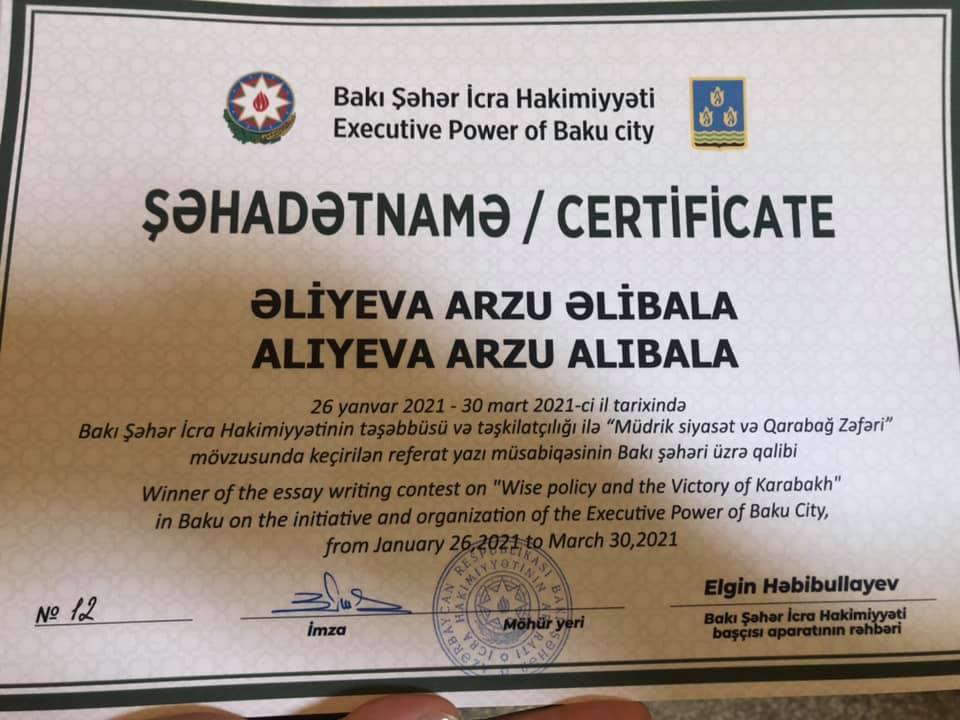 Bakı Şəhər İcra Hakimiyyəti
Executive Power of Baku city
ŞƏHADƏTNAMƏ / CERTİFİCATE
ƏLİYEVA ARZU ƏLİBALA
ALIYEVA ARZU ALIBALA
26 yanvar 2021 - 30 mart 2021-ci il tarixində
Bakı Şəhər İcra Hakimiyyətinin təşəbbüsü və təşkilatçılığı ilə “Müdrik siyasət və Qarabağ Zəfəri”
mövzusunda keçirilən referat yazı müsabiqəsinin Bakı şəhəri üzrə qalibi
Winner of the essay writing contest on "Wise policy and the Victory of Karabakh"
in Baku on the initiative and organization of the Executive Power of Baku City,
from January 26,2021 to March 30,2021
№ 12
İmza
Möhür yeri
Elgin Həbibullayev
Bakı Şəhər İcra Hakimiyyəti
başçısı aparatının rəhbəri